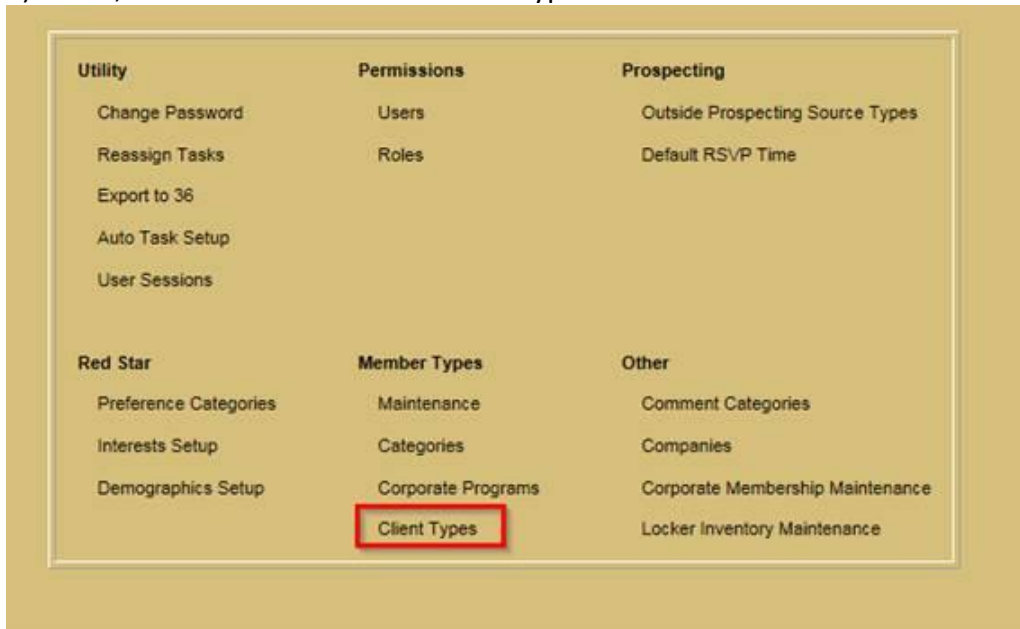 Utility
Change Password
Reassign Tasks
Export to 36
Auto Task Setup
User Sessions
Permissions
Users
Roles
Prospecting
Outside Prospecting Source Types
Default RSVP Time
Red Star
Preference Categories
Interests Setup
Demographics Setup
Member Types
Maintenance
Categories
Corporate Programs
Client Types
Other
Comment Categories
Companies
Corporate Membership Maintenance
Locker Inventory Maintenance